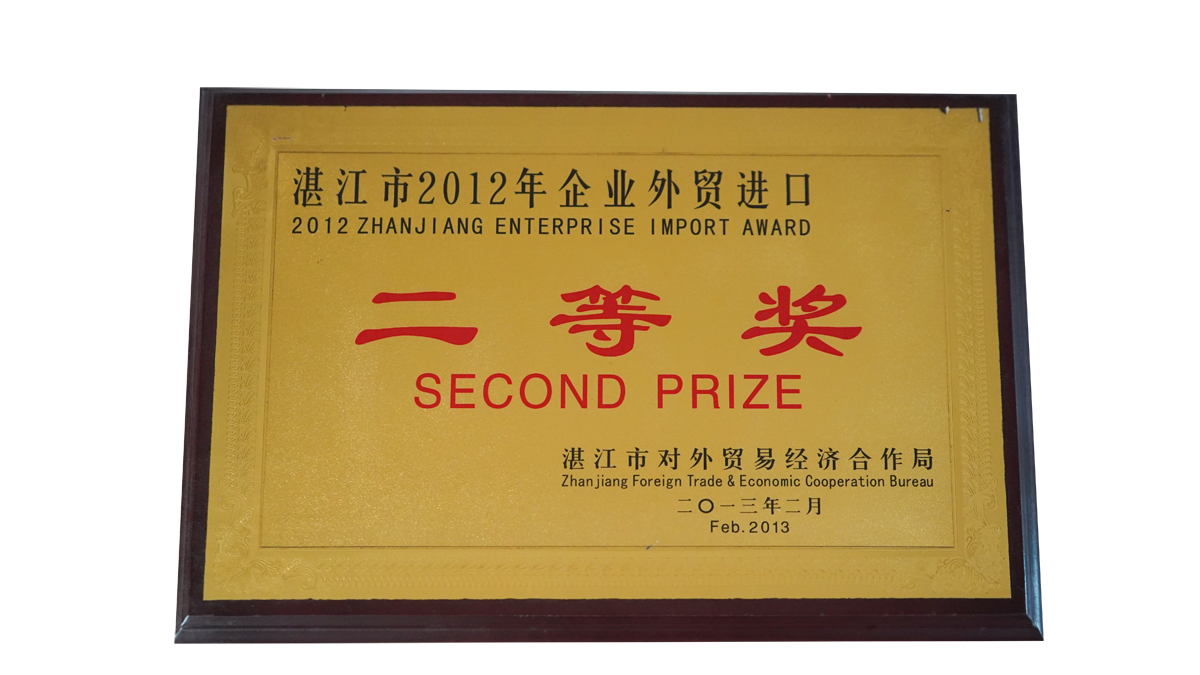 湛江市2012年企业外贸进口
2012 ZHANJIANG ENTERPRISE IMPORT AWARD
二等奖
SECOND PRIZE
湛江市对外贸易经济合作局
Zhanjiang Foreign Trade & Economic Cooperation Bureau
二〇一三年二月
Feb. 2013